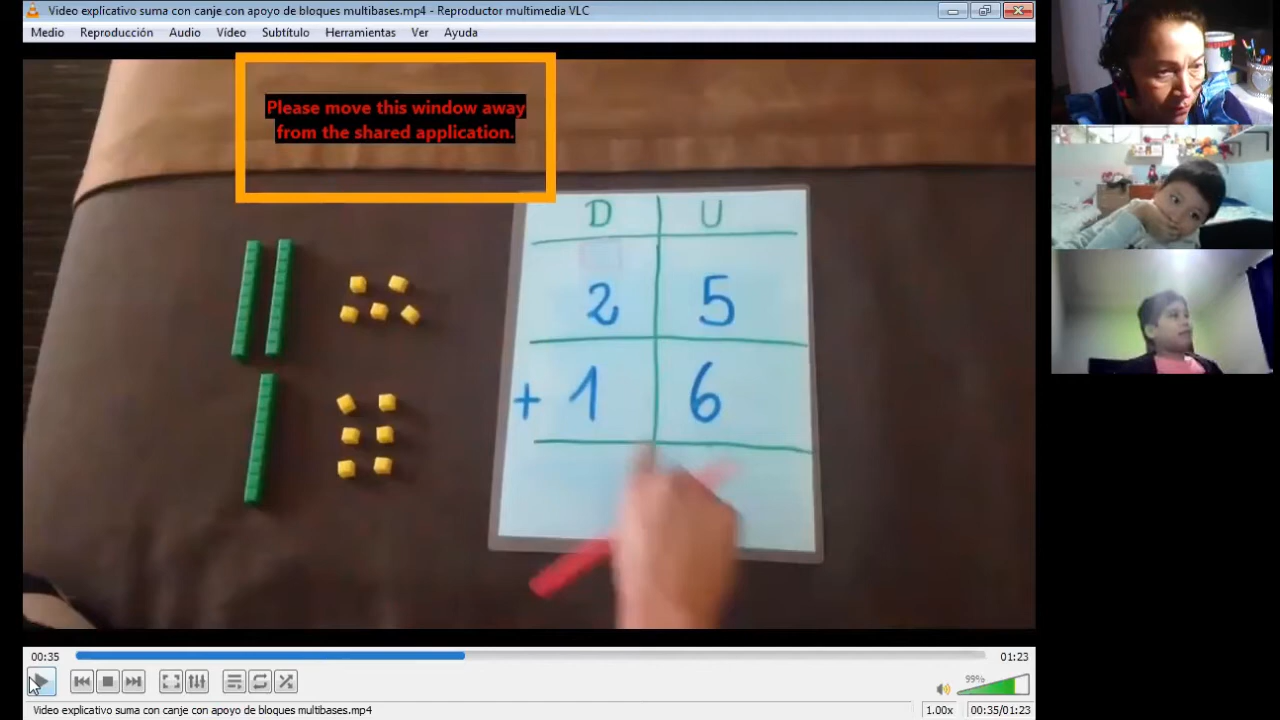 Video explicativo suma con canje con apoyo de bloques multibases.mp4 - Reproductor multimedia VLC
Medio Reproducción Audio Vídeo Subtítulo Herramientas Ver Ayuda
Please move this window away
from the shared application.
D U
2 5
+ 1 6
00:35 01:23
99%
Video explicativo suma con canje con apoyo de bloques multibases.mp4 1.00x 00:35/01:23